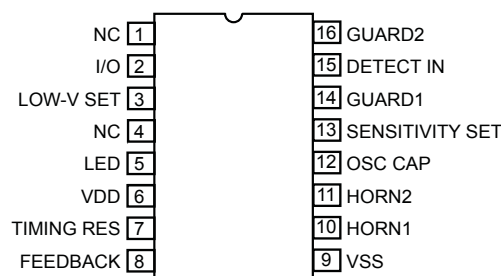 NC 1 16 GUARD2
I/O 2 15 DETECT IN
LOW-V SET 3 14 GUARD1
NC 4 13 SENSITIVITY SET
LED 5 12 OSC CAP
VDD 6 11 HORN2
TIMING RES 7 10 HORN1
FEEDBACK 8 9 VSS